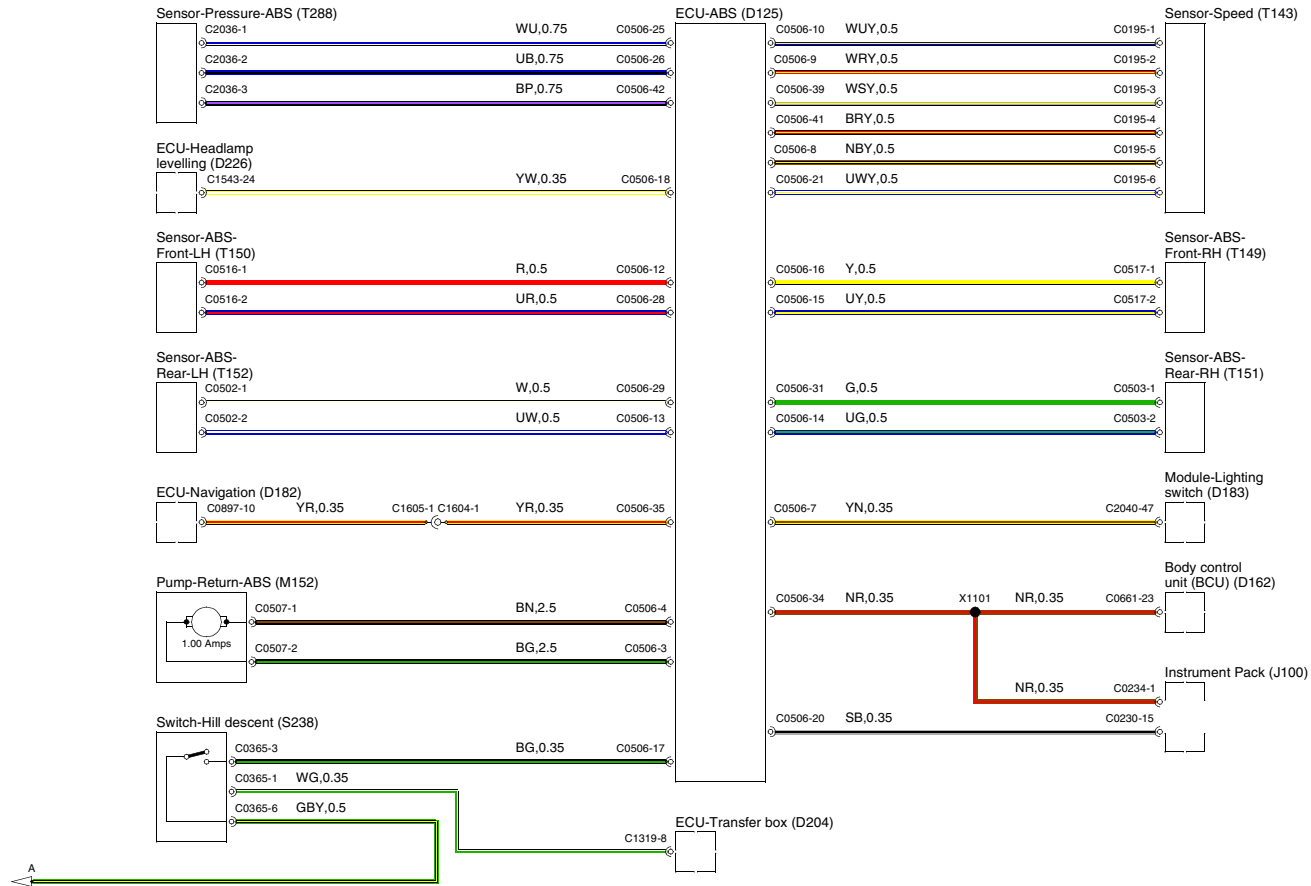 Sensor-Pressure-ABS (T288)
ECU-ABS (D125)
Sensor-Speed (T143)
C2036-1 WU,0.75 C0506-25
C0506-10 WUY,0.5 C0195-1
C2036-2 UB,0.75 C0506-26
C0506-9 WRY,0.5 C0195-2
C2036-3 BP,0.75 C0506-42
C0506-39 WSY,0.5 C0195-3
C0506-41 BRY,0.5 C0195-4
ECU-Headlamp
levelling (D226)
C0506-8 NBY,0.5 C0195-5
C1543-24 YW,0.35 C0506-18
C0506-21 UWY,0.5 C0195-6
Sensor-ABS-
Front-LH (T150)
Sensor-ABS-
Front-RH (T149)
C0516-1 R,0.5 C0506-12
C0506-16 Y,0.5 C0517-1
C0516-2 UR,0.5 C0506-28
C0506-15 UY,0.5 C0517-2
Sensor-ABS-
Rear-LH (T152)
Sensor-ABS-
Rear-RH (T151)
C0502-1 W,0.5 C0506-29
C0506-31 G,0.5 C0503-1
C0502-2 UW,0.5 C0506-13
C0506-14 UG,0.5 C0503-2
ECU-Navigation (D182)
Module-Lighting
switch (D183)
C0897-10 YR,0.35 C1605-1 C1604-1 YR,0.35 C0506-35
C0506-7 YN,0.35 C2040-47
Pump-Return-ABS (M152)
Body control
unit (BCU) (D162)
C0507-1 BN,2.5 C0506-4
C0506-34 NR,0.35 X1101 NR,0.35 C0661-23
1.00 Amps
C0507-2 BG,2.5 C0506-3
Instrument Pack (J100)
NR,0.35 C0234-1
Switch-Hill descent (S238)
C0506-20 SB,0.35 C0230-15
C0365-3 BG,0.35 C0506-17
C0365-1 WG,0.35
C0365-6 GBY,0.5
ECU-Transfer box (D204)
C1319-8
A